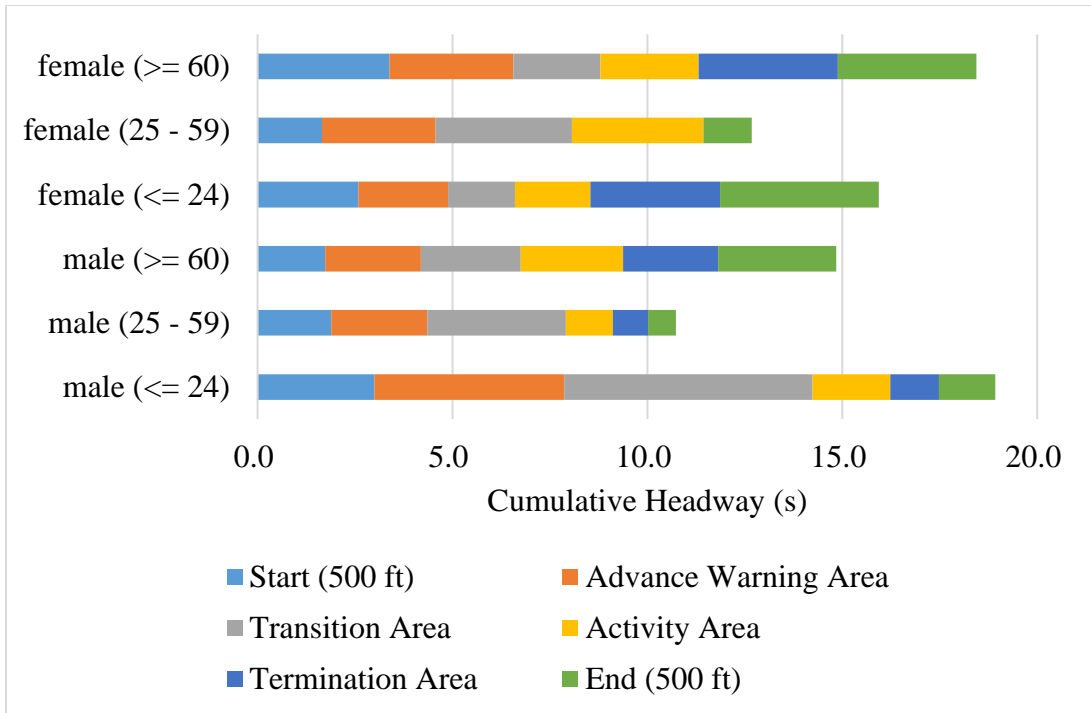 female (>= 60)
female (25 - 59)
female (<= 24)
male (>= 60)
male (25 - 59)
male (<= 24)
0.0 5.0 10.0 15.0 20.0
Cumulative Headway (s)
Start (500 ft) Advance Warning Area
Transition Area Activity Area
Termination Area End (500 ft)